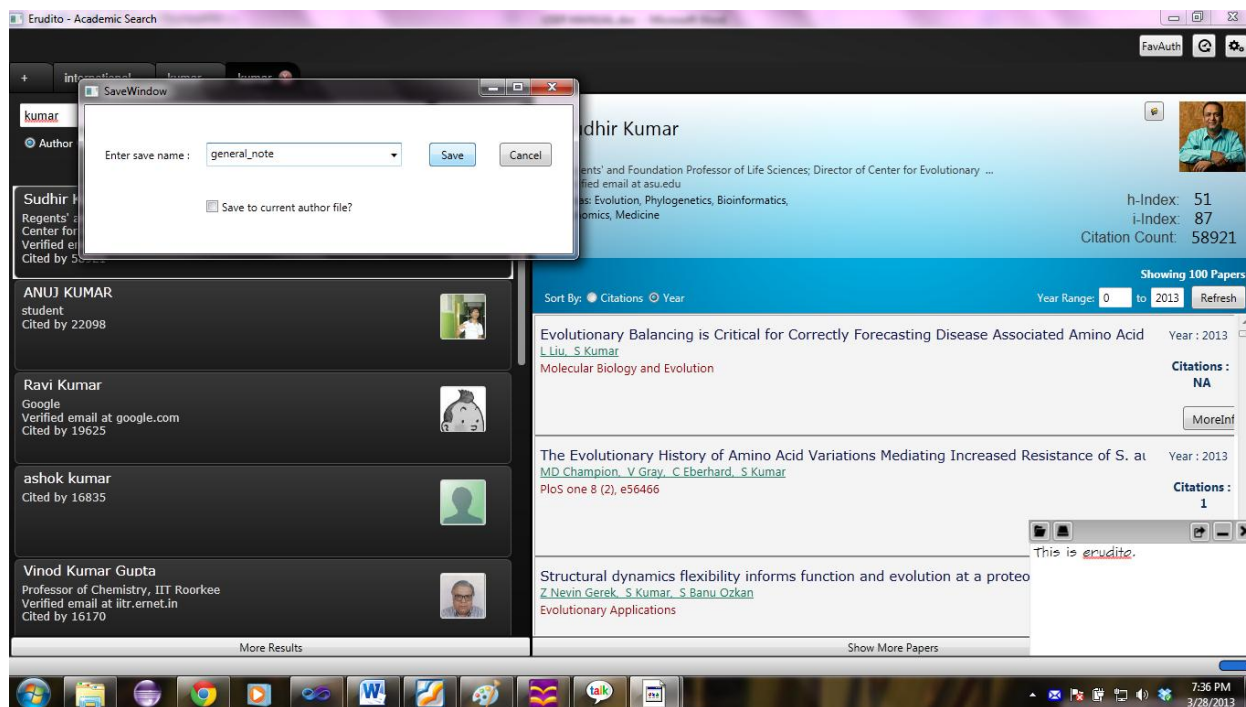 Erudito - Academic Search
FavAuth
+ international kumar kumar
SaveWindow
Enter save name : general_note Save Cancel
Save to current author file?
kumar
Author
Sudhir
Regents'
Center for
Verified
Cited by 58921
ANUJ KUMAR
student
Cited by 22098
Ravi Kumar
Google
Verified email at google.com
Cited by 19625
ashok kumar
Cited by 16835
Vinod Kumar Gupta
Professor of Chemistry, IIT Roorkee
Verified email at iitr.ernet.in
Cited by 16170
More Results
Kumar
and Foundation Professor of Life Sciences; Director of Center for Evolutionary ...
email at asu.edu
Evolution, Phylogenetics, Bioinformatics,
Medicine
h-Index: 51
i-Index: 87
Citation Count: 58921
Showing 100 Papers
Sort By: Citations Year Year Range: 0 to 2013 Refresh
Evolutionary Balancing is Critical for Correctly Forecasting Disease Associated Amino Acid Year : 2013
L Liu, S Kumar
Molecular Biology and Evolution
Citations :
NA
MoreInf
The Evolutionary History of Amino Acid Variations Mediating Increased Resistance of S. Year : 2013
MD Champion, V Gray, C Eberhard, S Kumar
PloS one 8 (2), e56466
Citations :
1
This is erudito.
Structural dynamics flexibility informs function and evolution at a proteo
Z Nevin Gerek, S Kumar, S Banu Ozkan
Evolutionary Applications
Show More Papers
talk
7:36 PM
3/28/2013